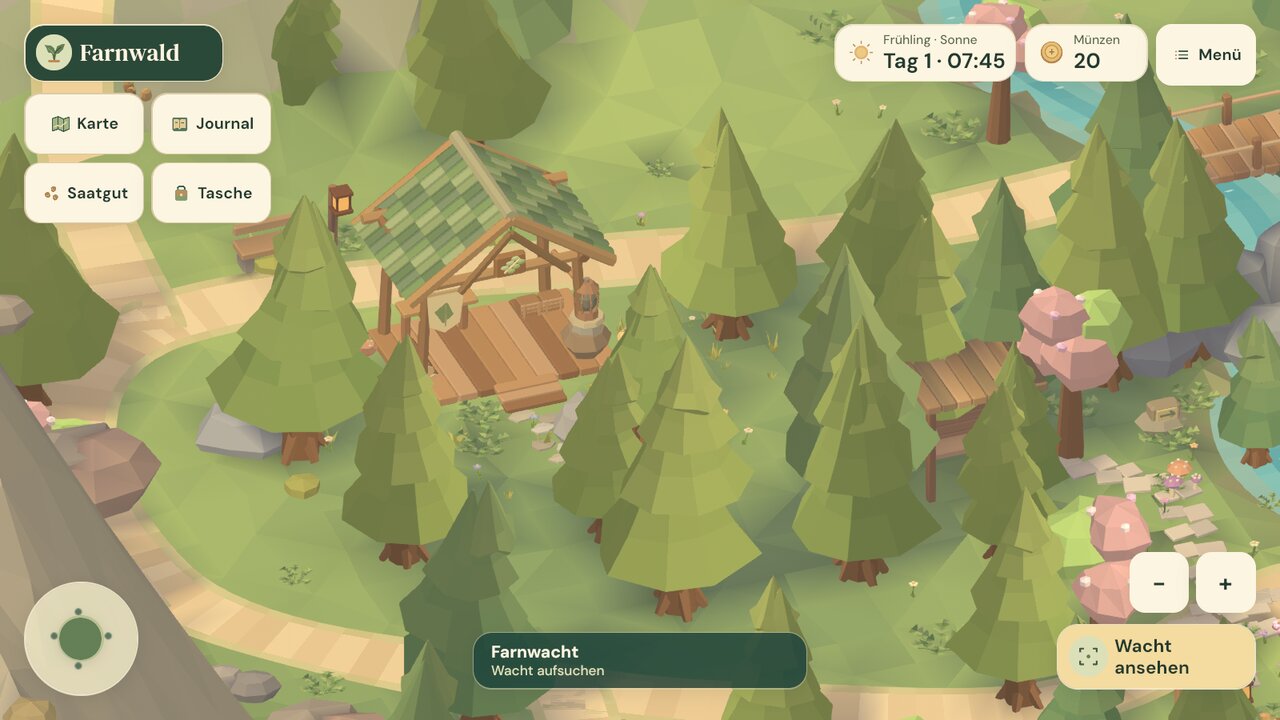 Farnwald
Frühling · Sonne
Tag 1 · 07:45
Münzen
20
Menü
Karte
Journal
Saatgut
Tasche
Farnwacht
Wacht aufsuchen
−
+
Wacht
ansehen